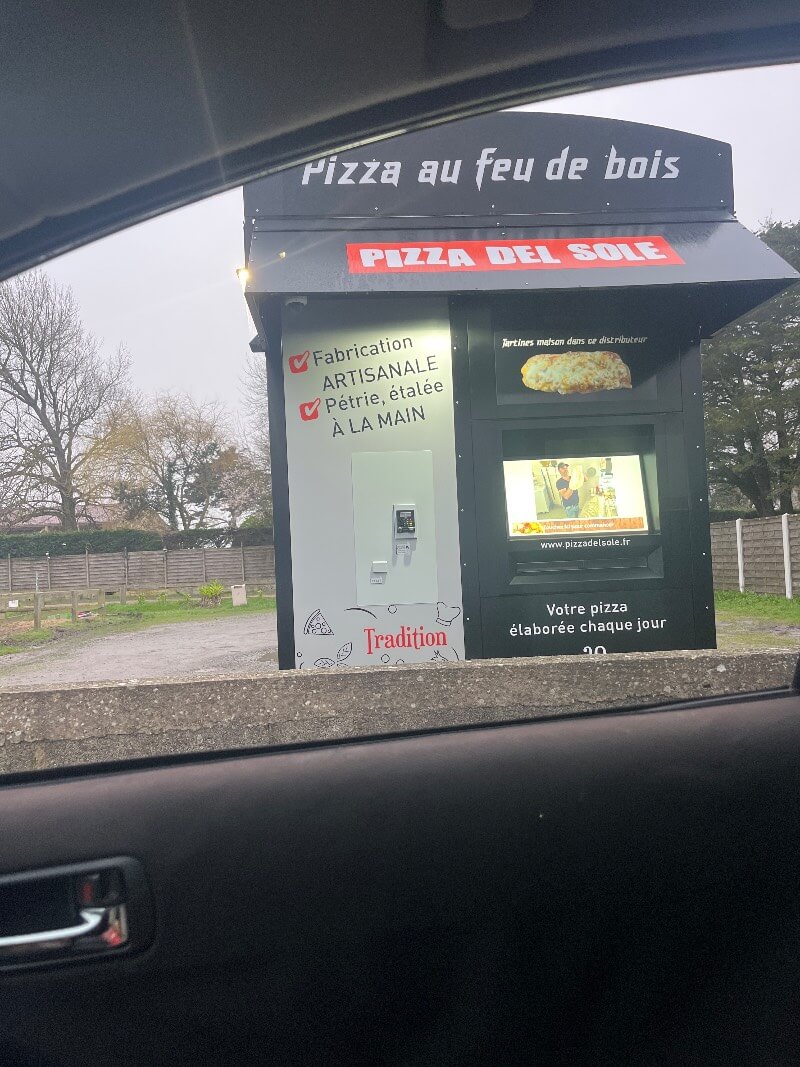 Pizza au feu de bois
PIZZA DEL SOLE
Fabrication
ARTISANALE
Pétrie, étalée
À LA MAIN
Tartines maison dans ce distributeur
www.pizzadelsole.fr
Votre pizza
élaborée chaque jour
Tradition